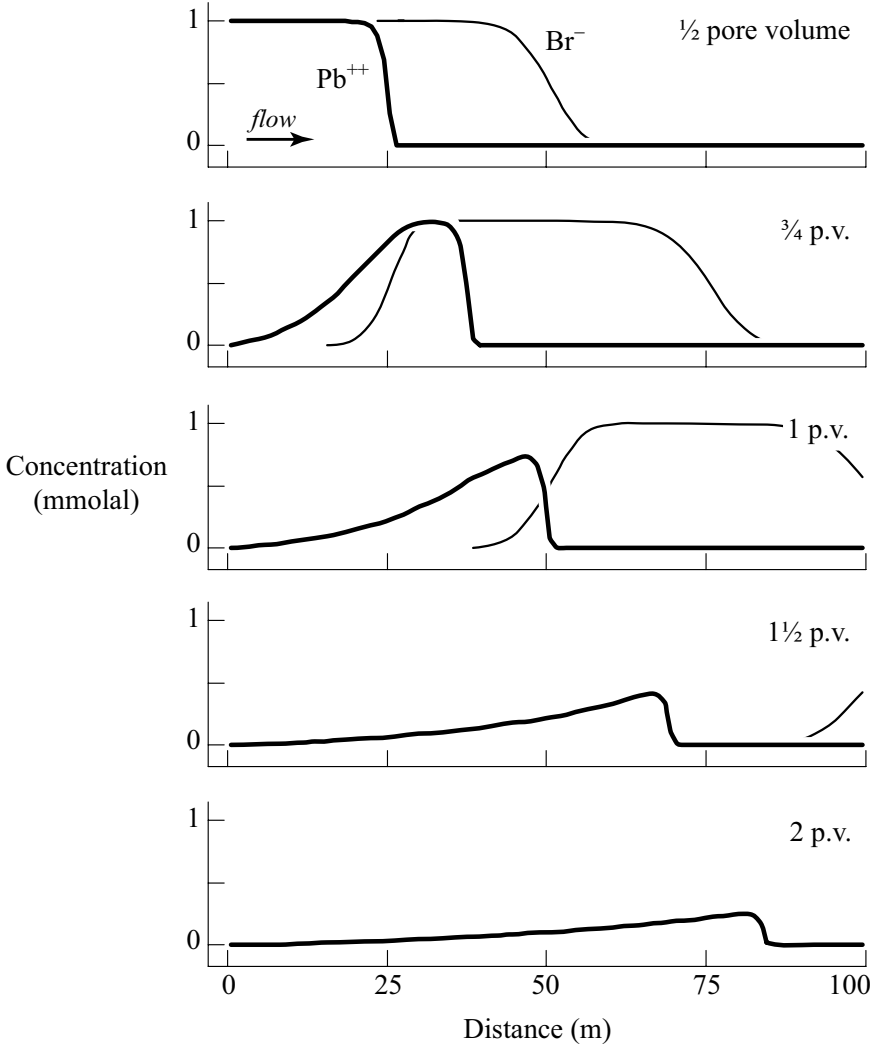 1
½ pore volume
Br⁻
Pb⁺⁺
flow
0
1
¾ p.v.
0
1
1 p.v.
Concentration
(mmolal)
0
1
1½ p.v.
0
1
2 p.v.
0
0 25 50 75 100
Distance (m)